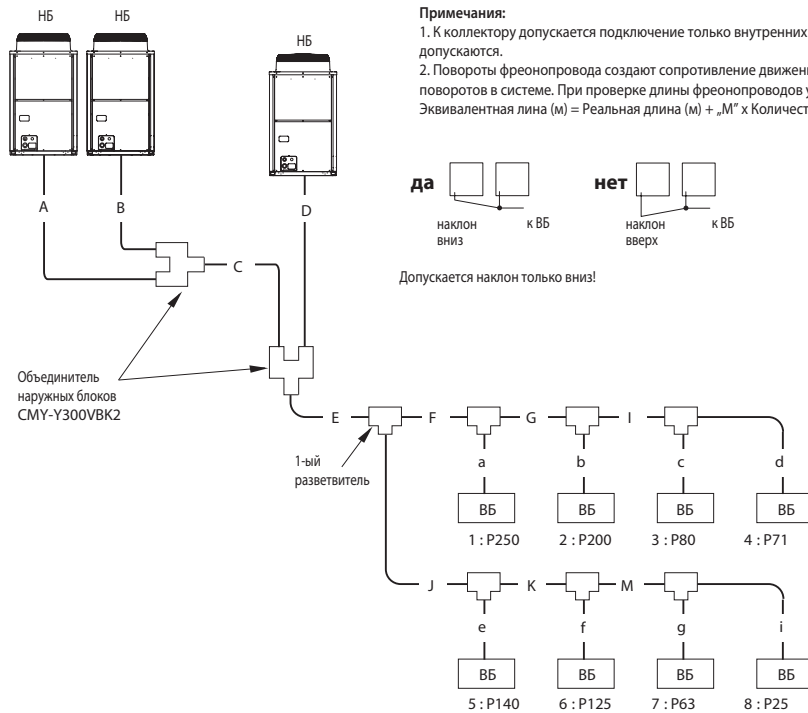 НБ
НБ
НБ
Примечания:
1. К коллектору допускается подключение только внутренних
допускаются.
2. Повороты фреонопровода создают сопротивление
поворотов в системе. При проверке длины фреонопроводов
Эквивалентная лина (м) = Реальная длина (м) + „M” x
да
наклон
вниз
к ВБ
нет
наклон
вверх
к ВБ
Допускается наклон только вниз!
A
B
D
C
Объединитель
наружных блоков
CMY-Y300VBK2
E
F
G
I
1-ый
разветвитель
a
b
c
d
ВБ
ВБ
ВБ
ВБ
1 : P250
2 : P200
3 : P80
4 : P71
J
K
M
e
f
g
i
ВБ
ВБ
ВБ
ВБ
5 : P140
6 : P125
7 : P63
8 : P25